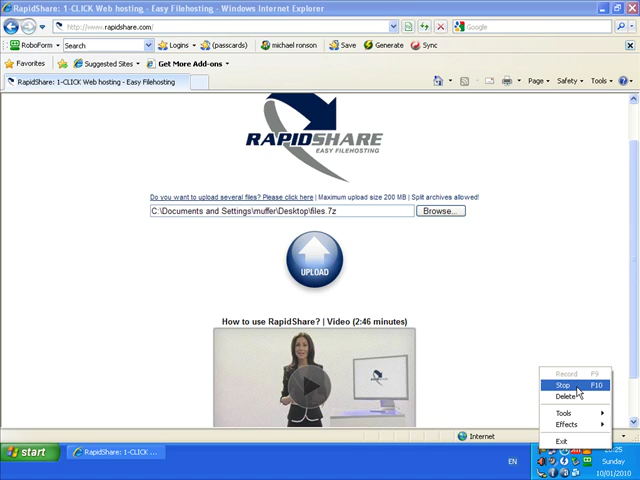 RapidShare: 1-CLICK Web hosting - Easy Filehosting - Windows Internet Explorer
http://www.rapidshare.com/
Google
RoboForm
Search
Logins
(passcards)
michael ronson
Save
Generate
Sync
Favorites
Suggested Sites
Get More Add-ons
RapidShare: 1-CLICK Web hosting - Easy Filehosting
Page
Safety
Tools
RAPIDSHARE
EASY FILEHOSTING
Do you want to upload several files? Please click here | Maximum upload size 200 MB | Split archives allowed!
C:\Documents and Settings\muffer\Desktop\files.7z
Browse...
UPLOAD
How to use RapidShare? | Video (2:46 minutes)
Record F9
Stop F10
Delete
Tools
Effects
Exit
Internet
start
RapidShare: 1-CLICK ...
EN
20:25
Sunday
10/01/2010